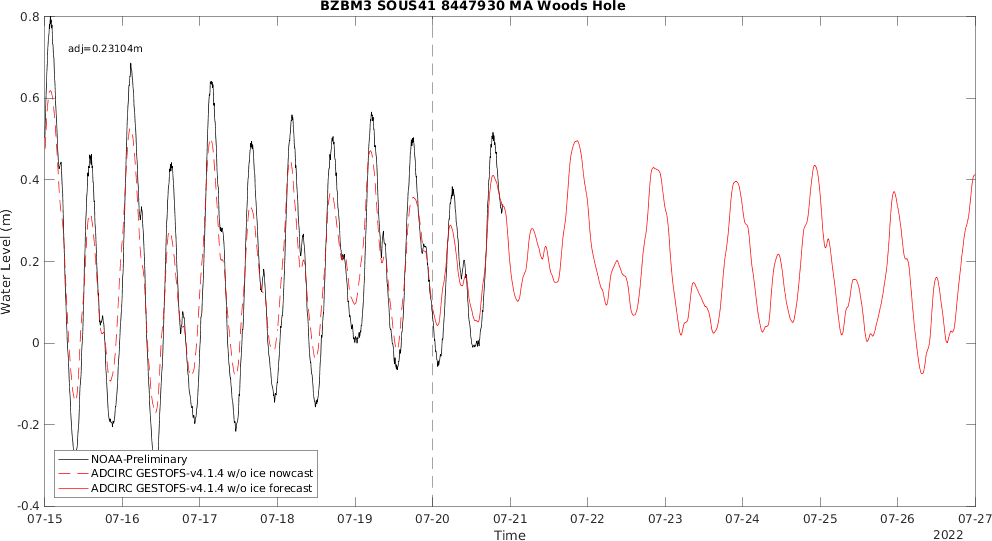 BZBM3 SOUS41 8447930 MA Woods Hole
adj=0.23104m
Water Level (m)
0.8
0.6
0.4
0.2
0
-0.2
-0.4
NOAA-Preliminary
ADCIRC GESTOFS-v4.1.4 w/o ice nowcast
ADCIRC GESTOFS-v4.1.4 w/o ice forecast
07-15 07-16 07-17 07-18 07-19 07-20 07-21 07-22 07-23 07-24 07-25 07-26 07-27
Time
2022